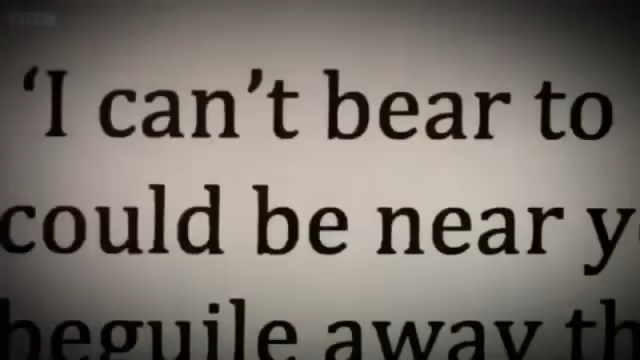 ‘I can’t bear to
could be near y
beguile away th